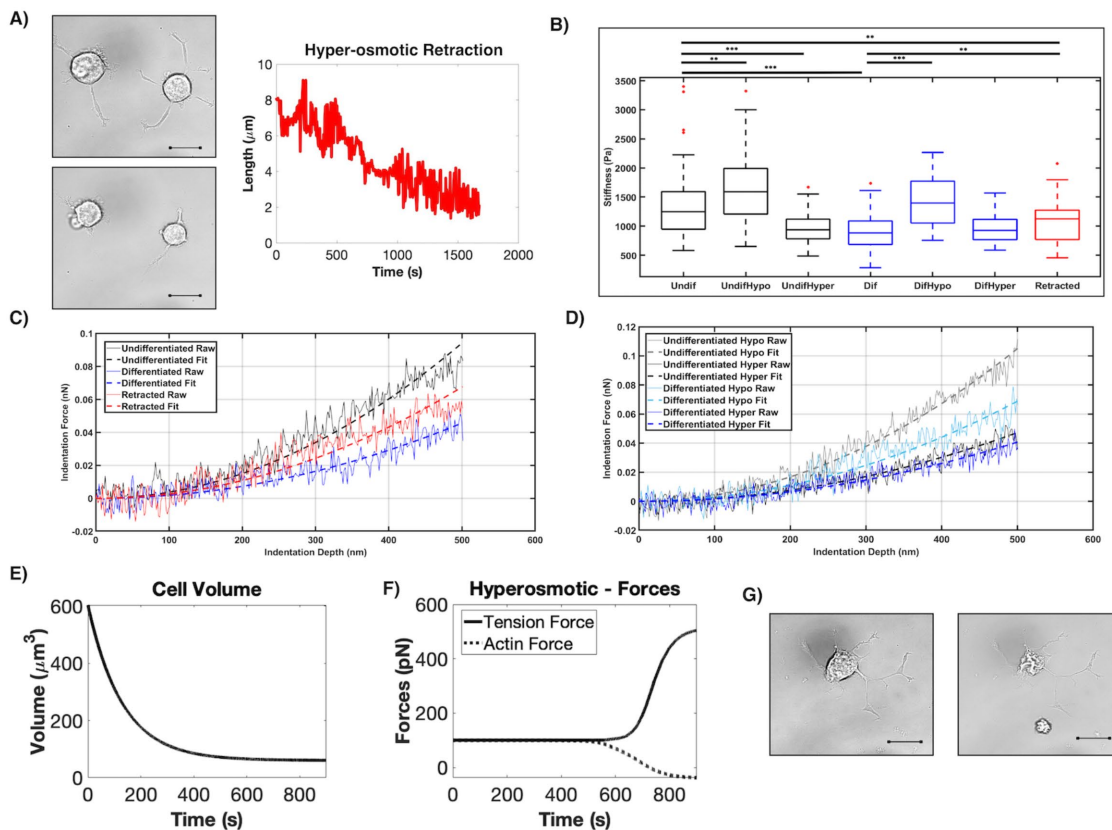 A)
Hyper-osmotic Retraction
10
8
6
4
2
0
Length (μm)
0 500 1000 1500 2000
Time (s)
B)
**
*** **
** ***
***
3500
3000
2500
2000
1500
1000
500
Stiffness (Pa)
Undif UndifHypo UndifHyper Dif DifHypo DifHyper Retracted
C)
0.1
0.08
0.06
0.04
0.02
0
-0.02
Indentation Force (nN)
Undifferentiated Raw
Undifferentiated Fit
Differentiated Raw
Differentiated Fit
Retracted Raw
Retracted Fit
0 100 200 300 400 500 600
Indentation Depth (nm)
D)
0.12
0.1
0.08
0.06
0.04
0.02
0
-0.02
Indentation Force (nN)
Undifferentiated Hypo Raw
Undifferentiated Hypo Fit
Undifferentiated Hyper Raw
Undifferentiated Hyper Fit
Differentiated Hypo Raw
Differentiated Hypo Fit
Differentiated Hyper Raw
Differentiated Hyper Fit
0 100 200 300 400 500 600
Indentation Depth (nm)
E)
Cell Volume
600
400
200
0
Volume (μm³)
0 200 400 600 800
Time (s)
F)
Hyperosmotic - Forces
600
400
200
0
Forces (pN)
Tension Force
Actin Force
0 200 400 600 800
Time (s)
G)